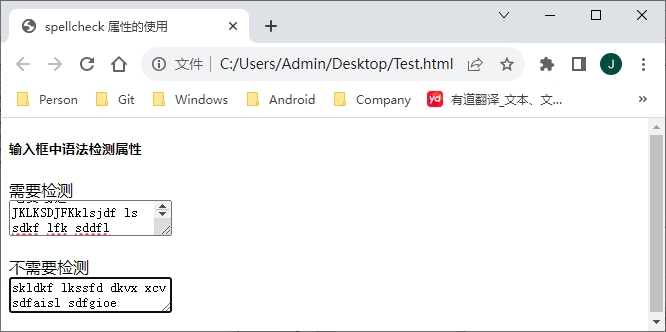 spellcheck 属性的使用
文件 C:/Users/Admin/Desktop/Test.html
J
Person Git Windows Android Company yd 有道翻译_文本、文...
输入框中语法检测属性
需要检测
JKLKSDJFKklsjdf ls
sdkf lfk sddfl
不需要检测
skldkf lkssfd dkvx xcv
sdfaisl sdfgioe